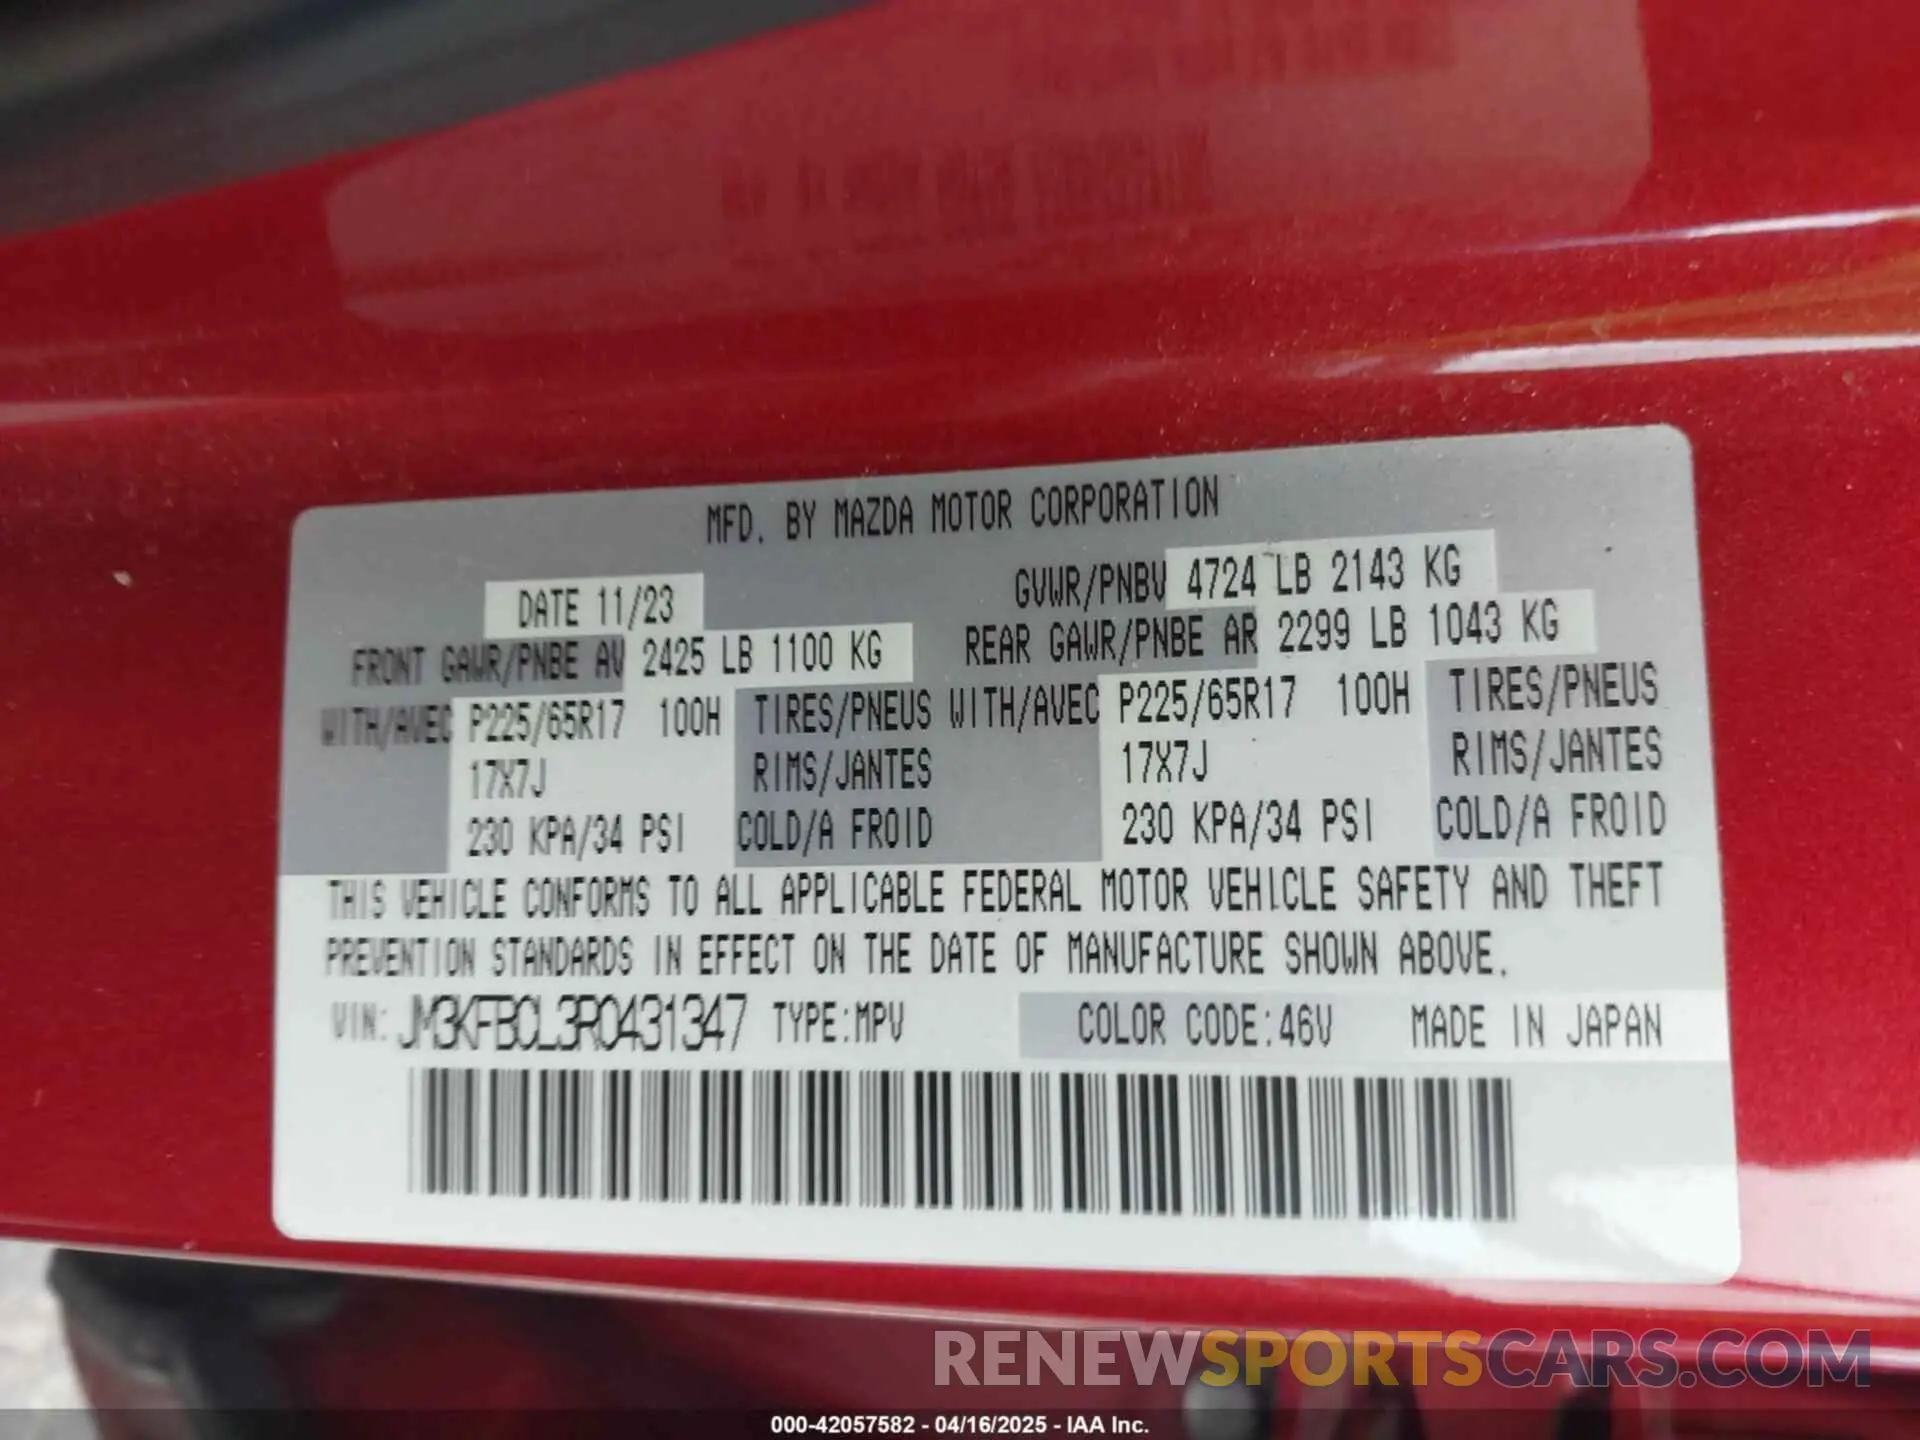 MFD. BY MAZDA MOTOR CORPORATION
DATE 11/23 GVWR/PNBV 4724 LB 2143 KG
FRONT GAWR/PNBE AV 2425 LB 1100 KG REAR GAWR/PNBE AR 2299 LB 1043 KG
WITH/AVEC P225/65R17 100H TIRES/PNEUS WITH/AVEC P225/65R17 100H TIRES/PNEUS
17X7J RIMS/JANTES 17X7J RIMS/JANTES
230 KPA/34 PSI COLD/A FROID 230 KPA/34 PSI COLD/A FROID
THIS VEHICLE CONFORMS TO ALL APPLICABLE FEDERAL MOTOR VEHICLE SAFETY AND THEFT
PREVENTION STANDARDS IN EFFECT ON THE DATE OF MANUFACTURE SHOWN ABOVE.
VIN: JM3KFBCL3R0431347 TYPE:MPV COLOR CODE:46V MADE IN JAPAN
RENEWSPORTSCARS.COM
000-42057582 - 04/16/2025 - IAA Inc.